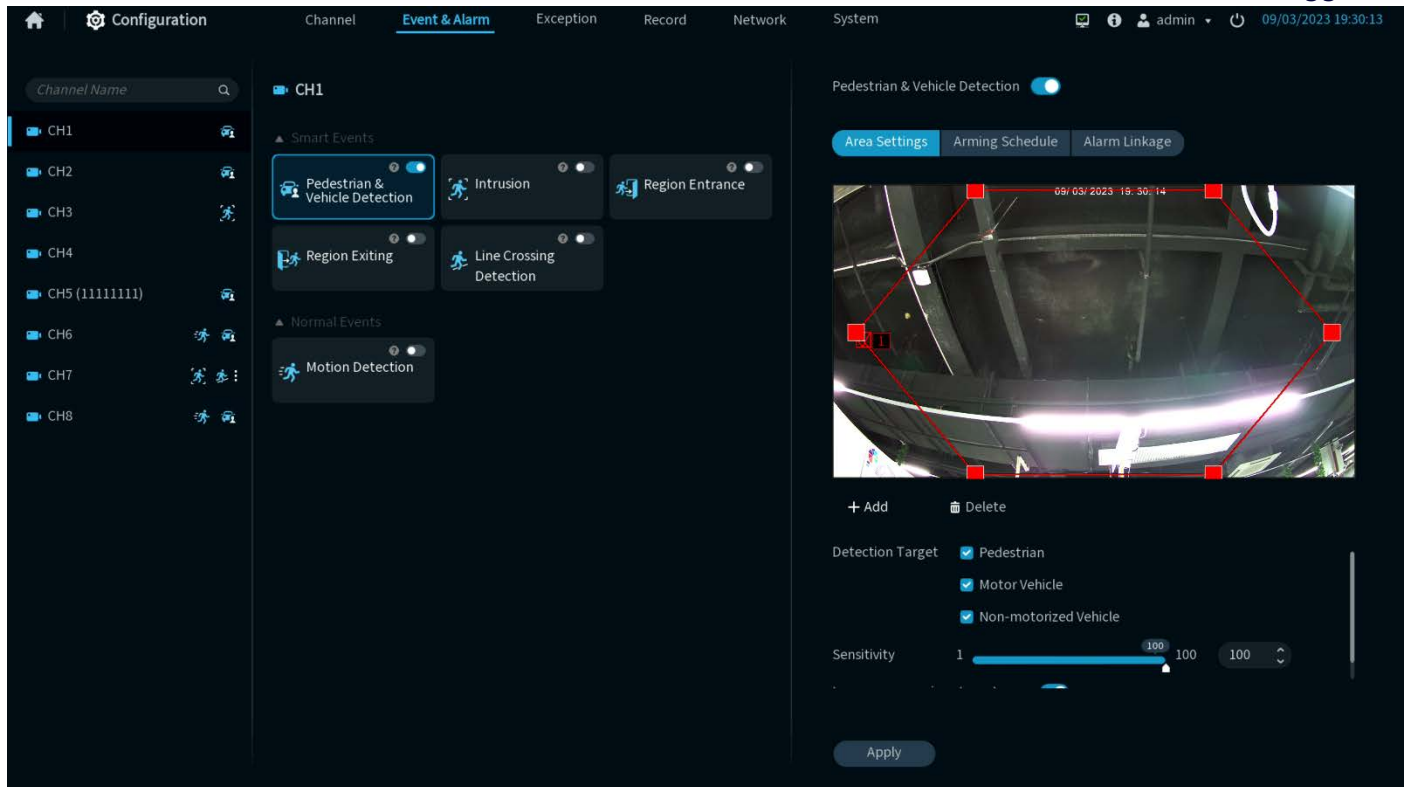 Configuration
Channel
Event & Alarm
Exception
Record
Network
System
admin
09/03/2023 19:30:13
Channel Name
CH1
CH2
CH3
CH4
CH5 (11111111)
CH6
CH7
CH8
CH1
Smart Events
Pedestrian &
Vehicle Detection
Intrusion
Region Entrance
Region Exiting
Line Crossing
Detection
Normal Events
Motion Detection
Pedestrian & Vehicle Detection
Area Settings
Arming Schedule
Alarm Linkage
09/03/2023 19:30:14
1
+ Add
Delete
Detection Target
Pedestrian
Motor Vehicle
Non-motorized Vehicle
Sensitivity
1
100
100
100
Apply